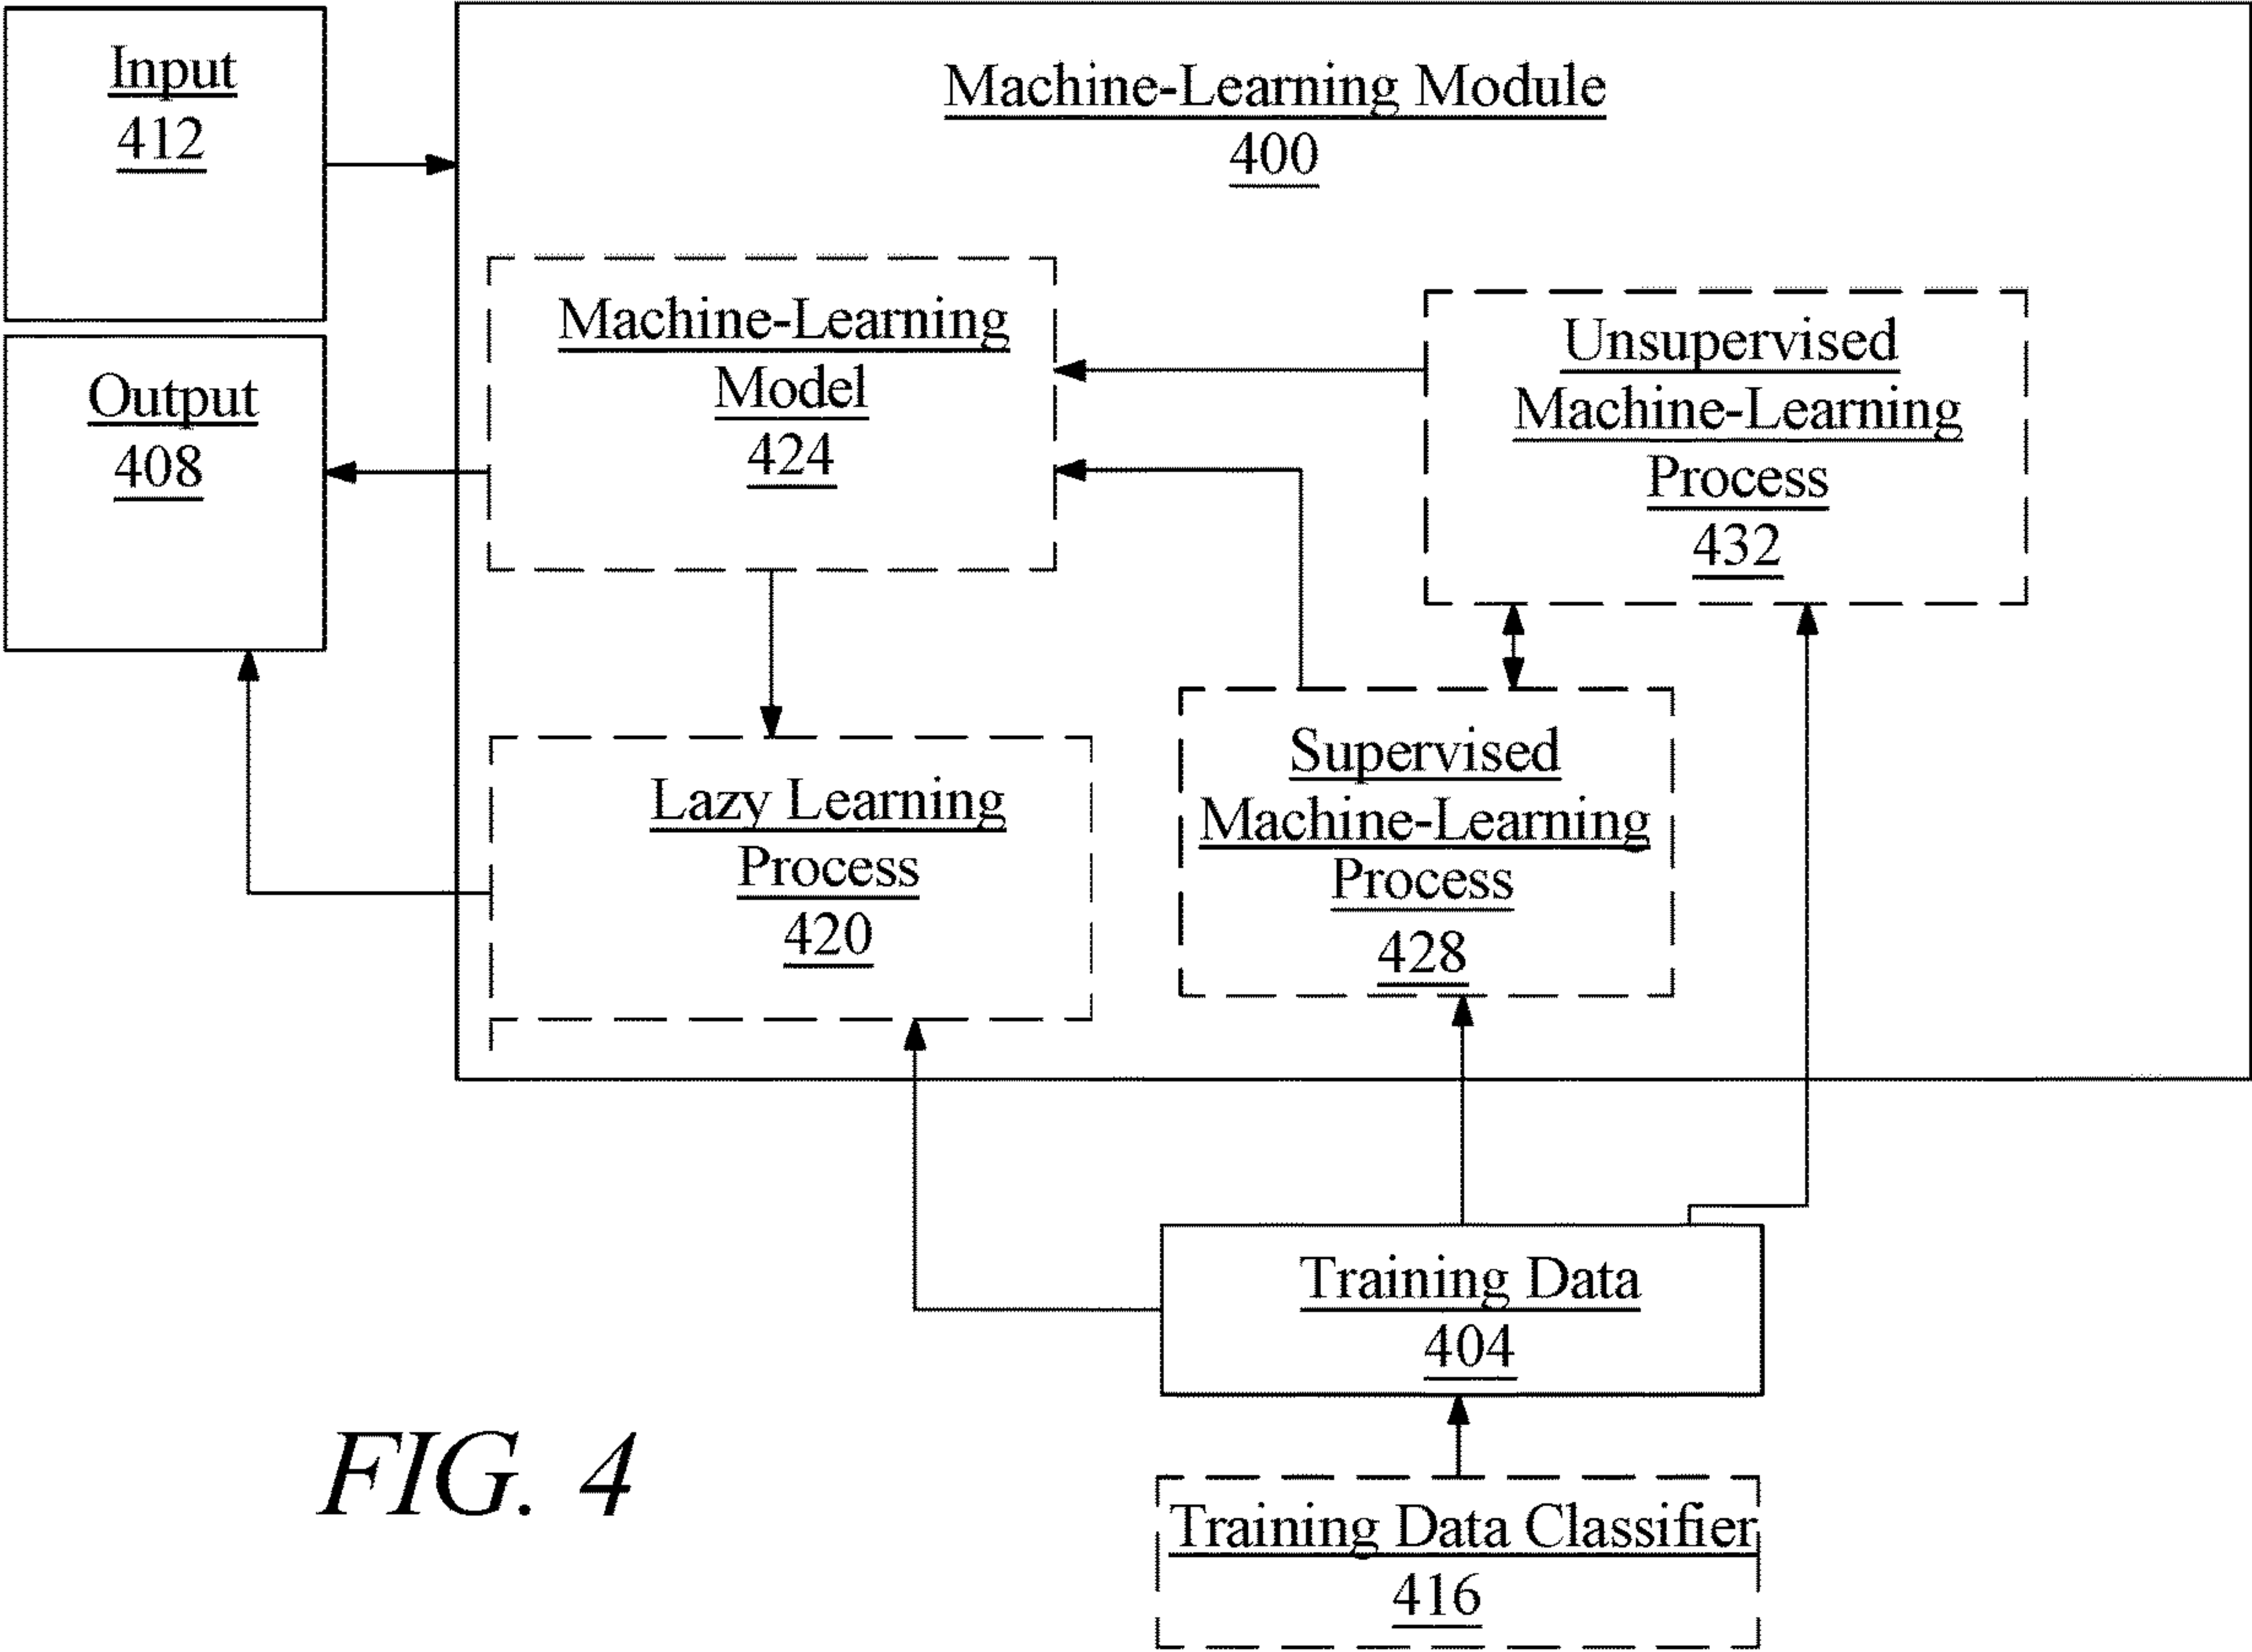 Input
412
Machine-Learning Module
400
Output
408
Machine-Learning
Model
424
Unsupervised
Machine-Learning
Process
432
Lazy Learning
Process
420
Supervised
Machine-Learning
Process
428
Training Data
404
Training Data Classifier
416
FIG. 4